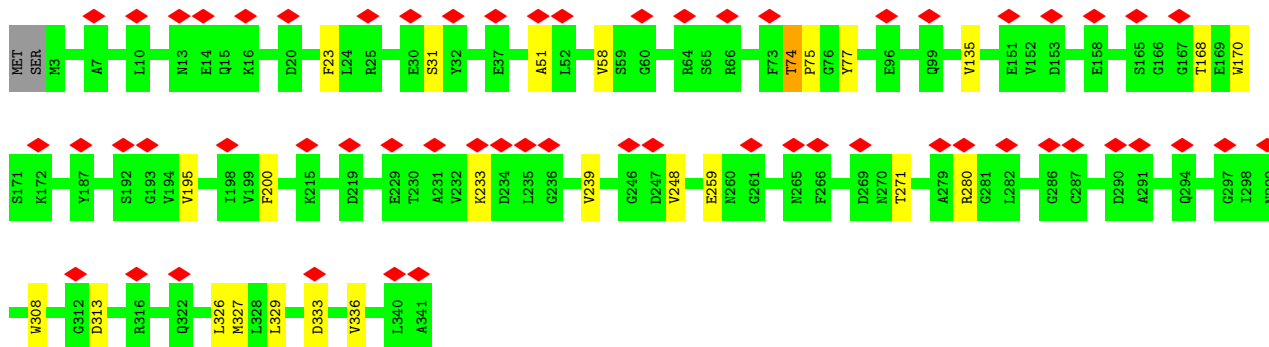 MET SER M3 A7 L10 N13 E14 Q15 K16 D20 F23 L24 R25 E30 S31 Y32 E37 A51 L52 V58 S59 G60 R64 S65 R66 F73 T74 P75 G76 Y77 E96 Q99 V135 E151 V152 D153 E158 S165 G166 G167 T168 E169 W170
S171 K172 Y187 S192 G193 V194 V195 I198 V199 F200 K215 D219 E229 T230 A231 V232 K233 D234 L235 G236 V239 G246 D247 V248 E259 N260 G261 N265 F266 D269 N270 T271 A279 R280 G281 L282 G286 C287 D290 A291 Q294 G297 I298
W308 G312 D313 R316 Q322 L326 M327 L328 L329 D333 V336 L340 A341